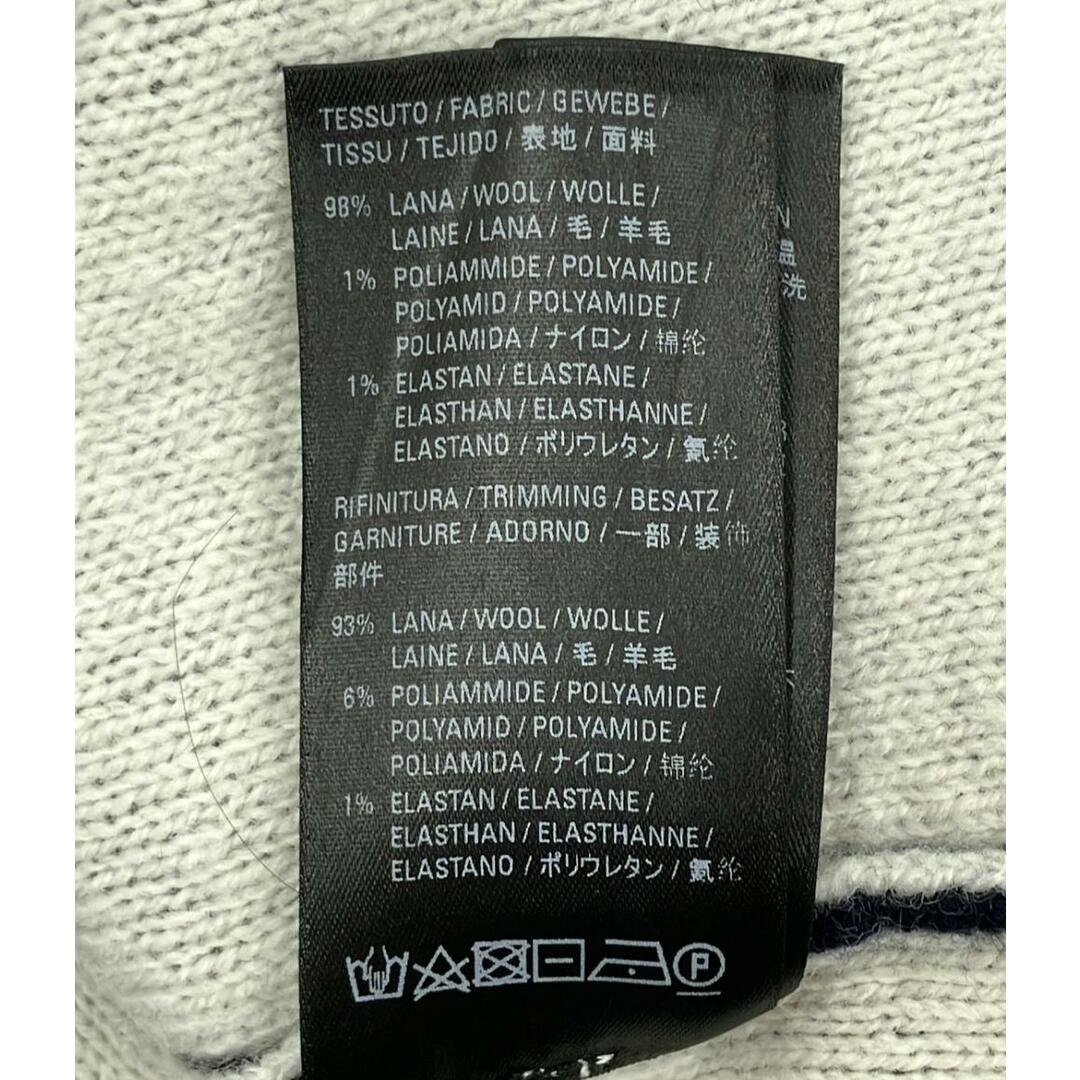 TESSUTO / FABRIC / GEWEBE /
TISSU / TEJIDO / 表地 / 面料
98% LANA / WOOL / WOLLE /
LAINE / LANA / 毛 / 羊毛
1% POLIAMMIDE / POLYAMIDE /
POLYAMID / POLYAMIDE /
POLIAMIDA / ナイロン / 锦纶
1% ELASTAN / ELASTANE /
ELASTHAN / ELASTHANNE /
ELASTANO / ポリウレタン / 氨纶
RIFINITURA / TRIMMING / BESATZ /
GARNITURE / ADORNO / 一部 / 装饰
部件
93% LANA / WOOL / WOLLE /
LAINE / LANA / 毛 / 羊毛
6% POLIAMMIDE / POLYAMIDE /
POLYAMID / POLYAMIDE /
POLIAMIDA / ナイロン / 锦纶
1% ELASTAN / ELASTANE /
ELASTHAN / ELASTHANNE /
ELASTANO / ポリウレタン / 氨纶
P
N
温
洗